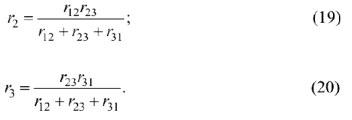 r₂ = r₁₂r₂₃ / (r₁₂ + r₂₃ + r₃₁); (19)
r₃ = r₂₃r₃₁ / (r₁₂ + r₂₃ + r₃₁). (20)